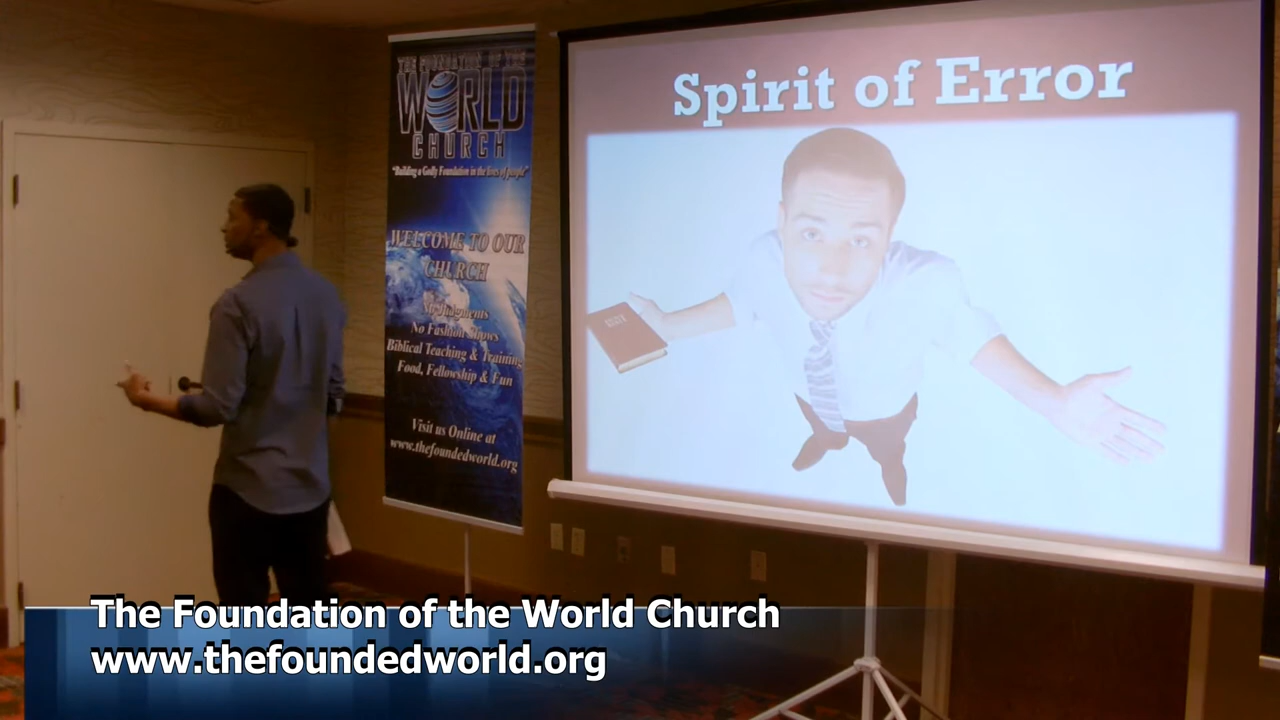 THE FOUNDATION OF THE
WORLD
CHURCH
"Building a Godly Foundation in the lives of people"
WELCOME TO OUR
CHURCH
No Judgments
No Fashion Shows
Biblical Teaching & Training
Food, Fellowship & Fun
Visit us Online at
www.thefoundedworld.org
Spirit of Error
The Foundation of the World Church
www.thefoundedworld.org